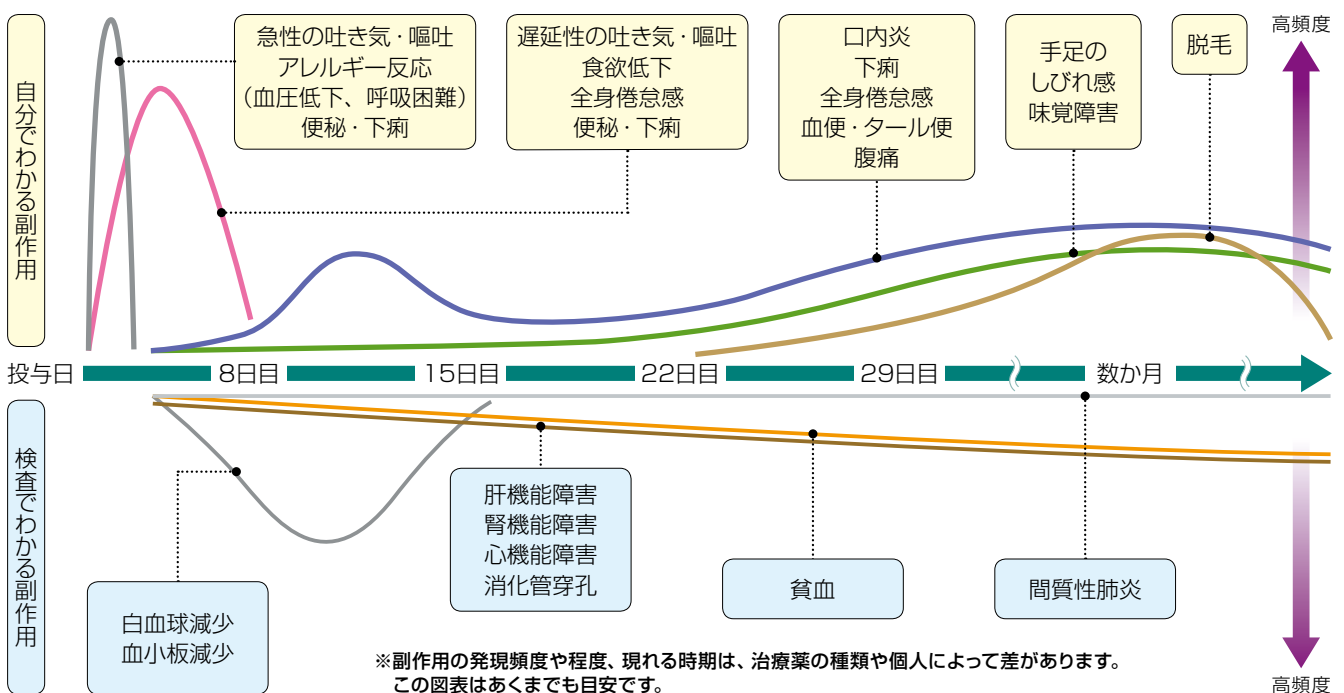 自分でわかる副作用
急性の吐き気・嘔吐
アレルギー反応
（血圧低下、呼吸困難）
便秘・下痢
遅延性の吐き気・嘔吐
食欲低下
全身倦怠感
便秘・下痢
口内炎
下痢
全身倦怠感
血便・タール便
腹痛
手足の
しびれ感
味覚障害
脱毛
高頻度
投与日 8日目 15日目 22日目 29日目 数か月
検査でわかる副作用
白血球減少
血小板減少
肝機能障害
腎機能障害
心機能障害
消化管穿孔
貧血
間質性肺炎
高頻度
※副作用の発現頻度や程度、現れる時期は、治療薬の種類や個人によって差があります。
この図表はあくまでも目安です。